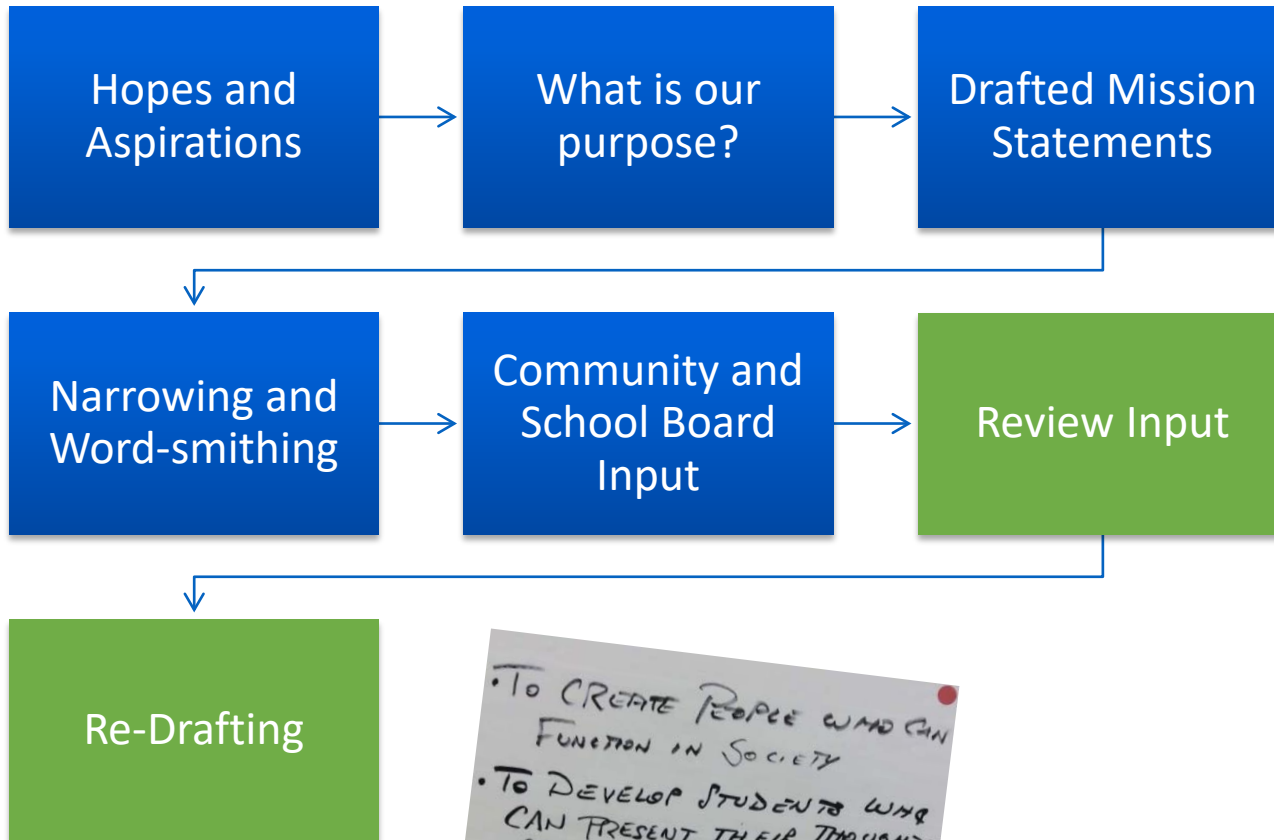 Hopes and
Aspirations
What is our
purpose?
Drafted Mission
Statements
Narrowing and
Word-smithing
Community and
School Board
Input
Review Input
Re-Drafting
• To CREATE PEOPLE WHO CAN
FUNCTION IN SOCIETY
• To DEVELOP STUDENTS WHO
CAN PRESENT THEIR